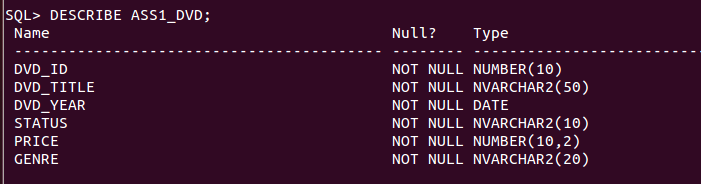 SQL> DESCRIBE ASS1_DVD;
Name Null? Type
----------------------------------------- -------- ----------------------------
DVD_ID NOT NULL NUMBER(10)
DVD_TITLE NOT NULL NVARCHAR2(50)
DVD_YEAR NOT NULL DATE
STATUS NOT NULL NVARCHAR2(10)
PRICE NOT NULL NUMBER(10,2)
GENRE NOT NULL NVARCHAR2(20)